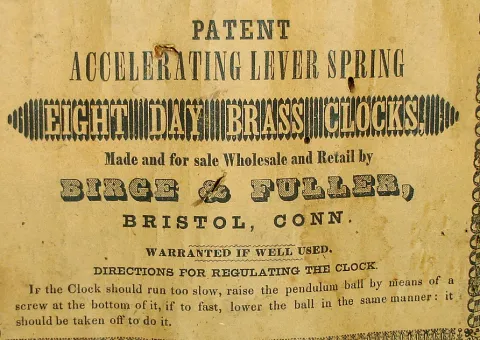 PATENT
ACCELERATING LEVER SPRING
EIGHT DAY BRASS CLOCKS,
Made and for sale Wholesale and Retail by
BIRGE & FULLER,
BRISTOL, CONN.
WARRANTED IF WELL USED.
DIRECTIONS FOR REGULATING THE CLOCK.
If the Clock should run too slow, raise the pendulum ball by means of a
screw at the bottom of it, if to fast, lower the ball in the same manner: it
should be taken off to do it.